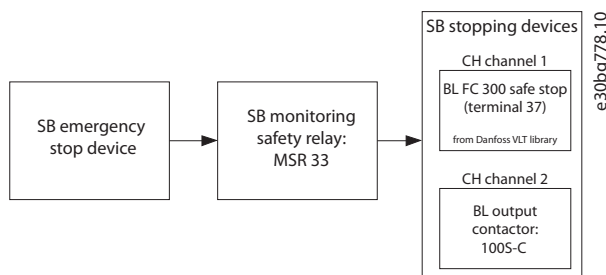 SB emergency
stop device
SB monitoring
safety relay:
MSR 33
SB stopping devices
CH channel 1
BL FC 300 safe stop
(terminal 37)
from Danfoss VLT library
CH channel 2
BL output
contactor:
100S-C
e30bq778.10